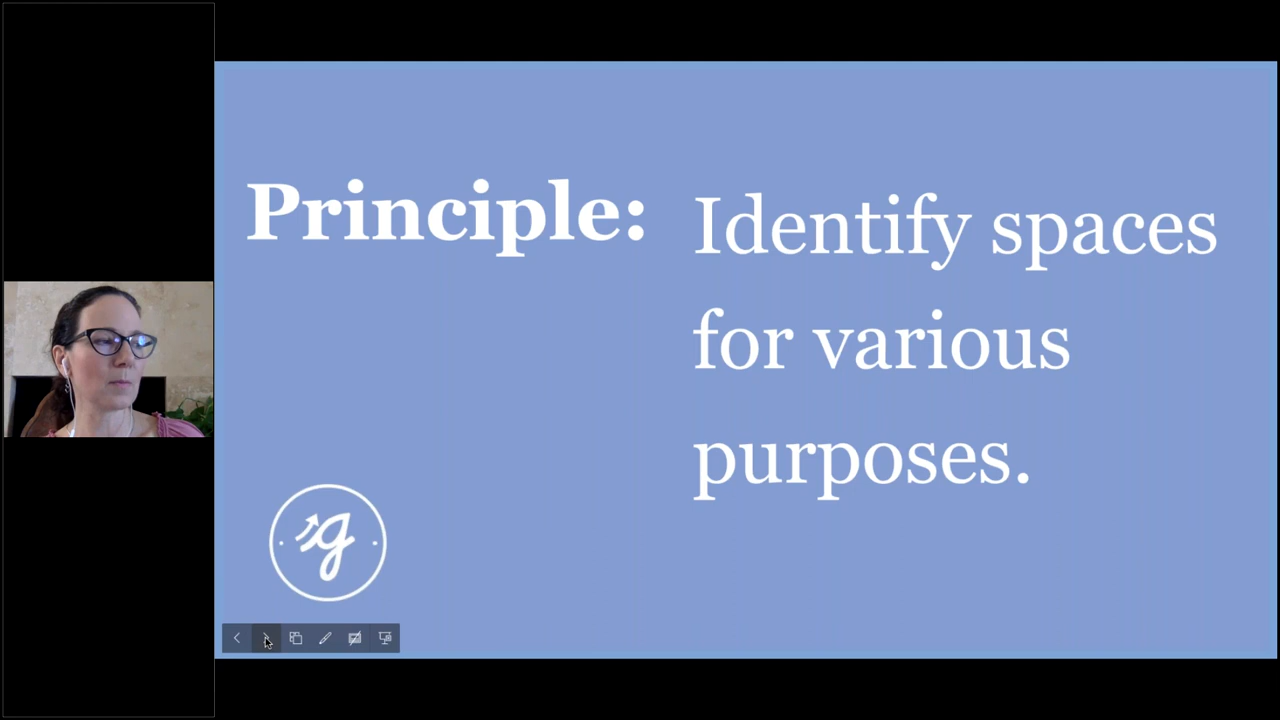 Principle:
Identify spaces
for various
purposes.
g